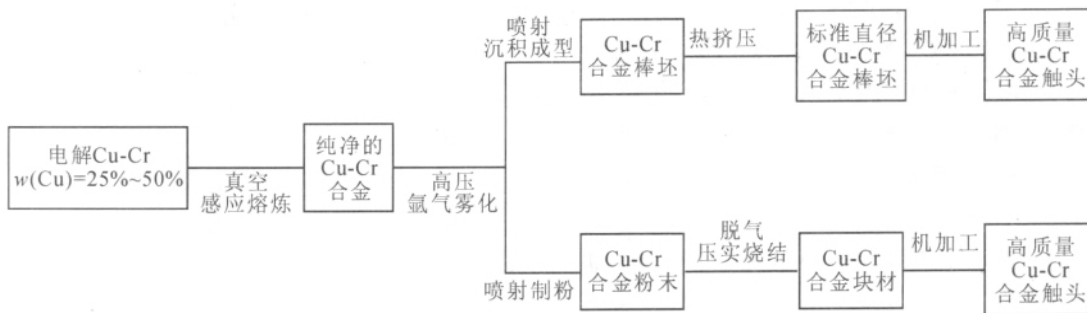 喷射
沉积成型
Cu-Cr
合金棒坯
热挤压
标准直径
Cu-Cr
合金棒坯
机加工
高质量
Cu-Cr
合金触头
电解Cu-Cr
w(Cu)=25%~50%
真空
感应熔炼
纯净的
Cu-Cr
合金
高压
氩气雾化
喷射制粉
Cu-Cr
合金粉末
脱气
压实烧结
Cu-Cr
合金块材
机加工
高质量
Cu-Cr
合金触头